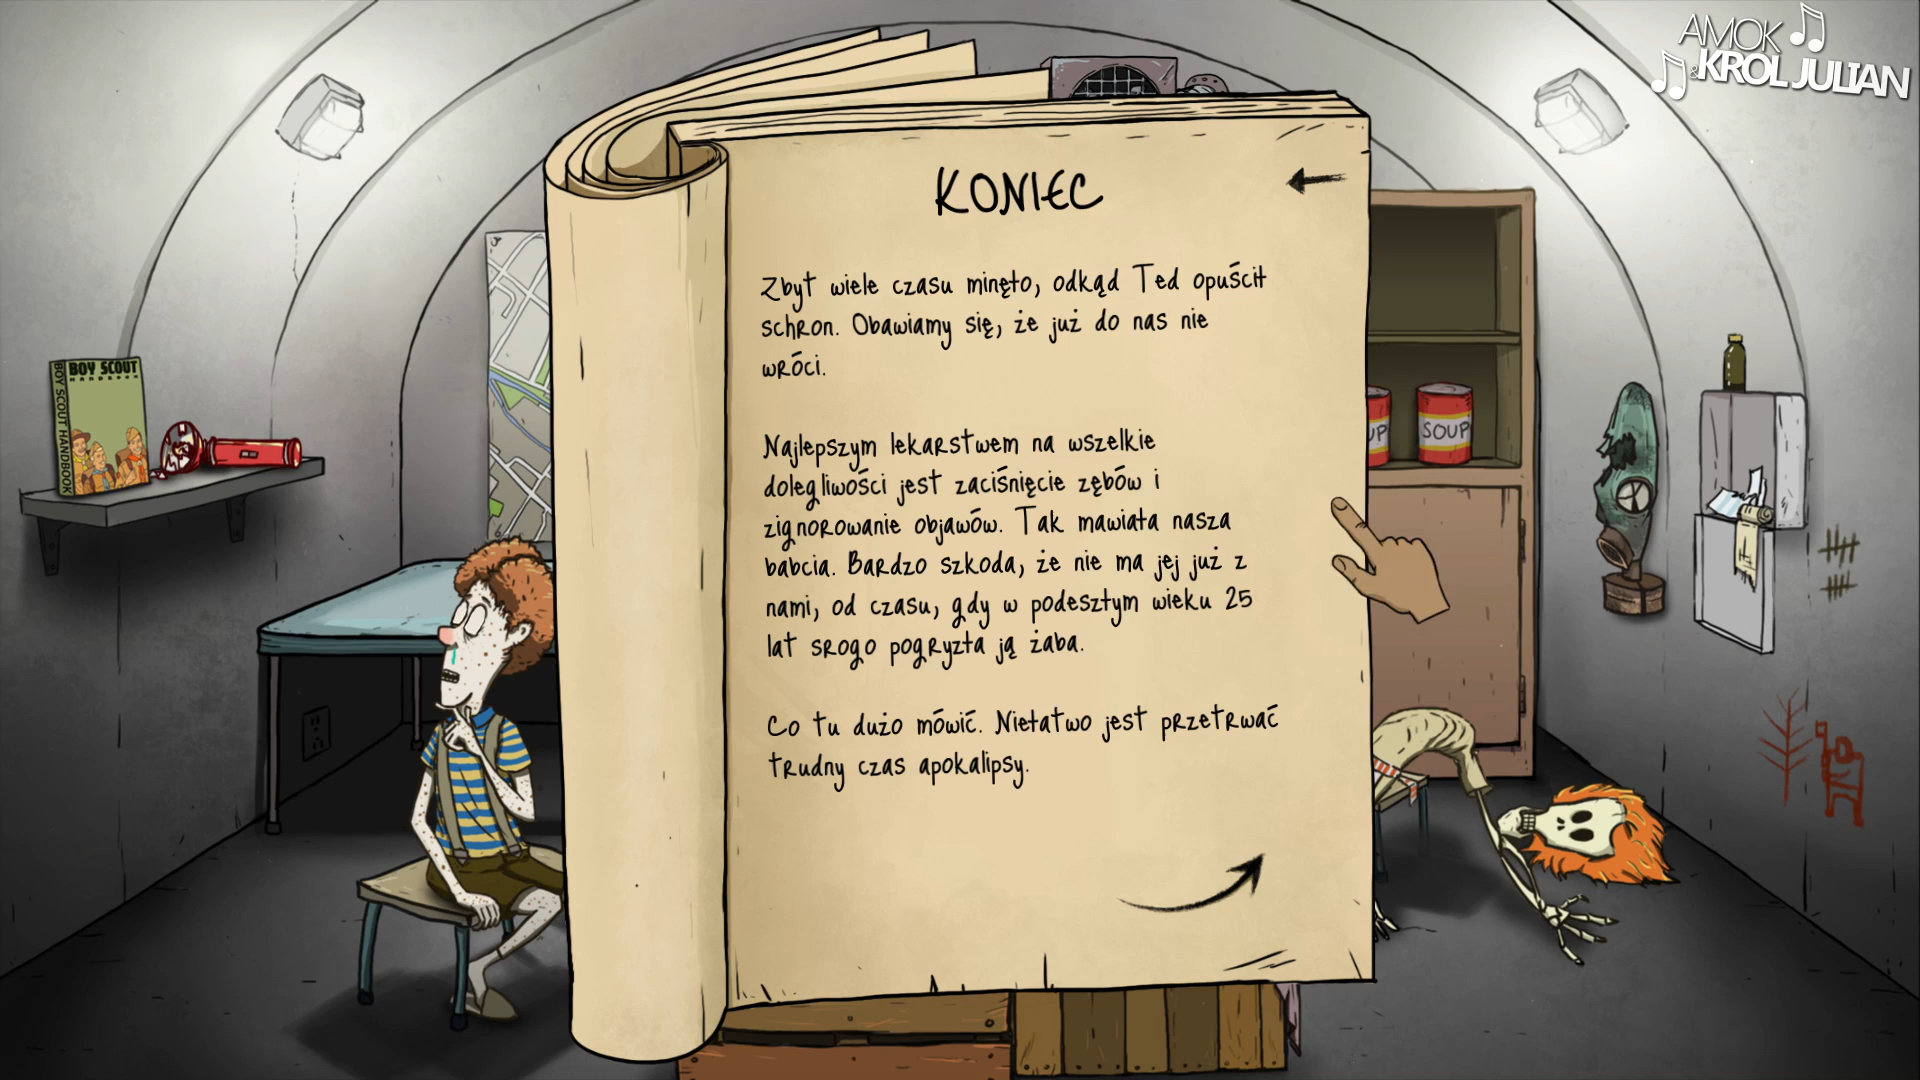 AMOK
& KROL JULIAN
KONIEC
Zbyt wiele czasu minęło, odkąd Ted opuścił
schron. Obawiamy się, że już do nas nie
wróci.
Najlepszym lekarstwem na wszelkie
dolegliwości jest zaciśnięcie zębów i
zignorowanie objawów. Tak mawiała nasza
babcia. Bardzo szkoda, że nie ma jej już z
nami, od czasu, gdy w podeszłym wieku 25
lat srogo pogryzła ją żaba.
Co tu dużo mówić. Niełatwo jest przetrwać
trudny czas apokalipsy.
BOY SCOUT
HANDBOOK
BOY SCOUT HANDBOOK
UP
SOUP